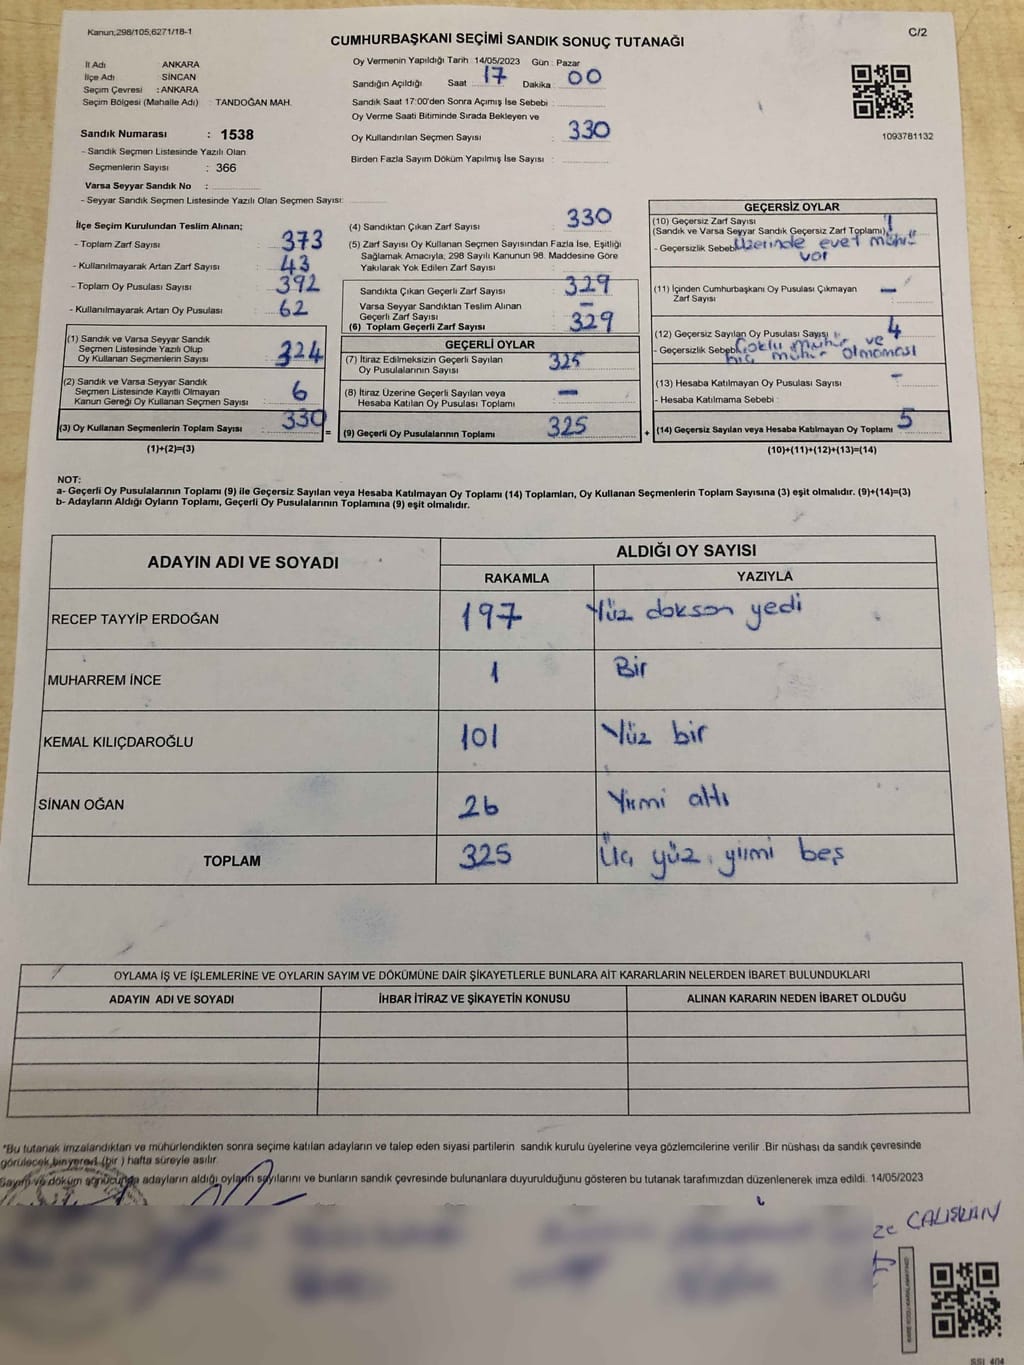 Kanun;298/105;6271/18-1
C/2
CUMHURBAŞKANI SEÇİMİ SANDIK SONUÇ TUTANAĞI
İl Adı ANKARA
İlçe Adı SİNCAN
Seçim Çevresi : ANKARA
Seçim Bölgesi (Mahalle Adı) : TANDOĞAN MAH.
Sandık Numarası : 1538
- Sandık Seçmen Listesinde Yazılı Olan
Seçmenlerin Sayısı : 366
Varsa Seyyar Sandık No :
- Seyyar Sandık Seçmen Listesinde Yazılı Olan Seçmen Sayısı:
Oy Vermenin Yapıldığı Tarih : 14/05/2023 Gün : Pazar
Sandığın Açıldığı Saat : 17 Dakika : 00
Sandık Saat 17:00'den Sonra Açımış İse Sebebi :
Oy Verme Saati Bitiminde Sırada Bekleyen ve
Oy Kullandırılan Seçmen Sayısı : 330
Birden Fazla Sayım Döküm Yapılmış İse Sayısı :
1093781132
İlçe Seçim Kurulundan Teslim Alınan;
- Toplam Zarf Sayısı : 373
- Kullanılmayarak Artan Zarf Sayısı : 43
- Toplam Oy Pusulası Sayısı : 392
- Kullanılmayarak Artan Oy Pusulası : 62
(1) Sandık ve Varsa Seyyar Sandık
Seçmen Listesinde Yazılı Olup
Oy Kullanan Seçmenlerin Sayısı : 324
(2) Sandık ve Varsa Seyyar Sandık
Seçmen Listesinde Kayıtlı Olmayan
Kanun Gereği Oy Kullanan Seçmen Sayısı : 6
(3) Oy Kullanan Seçmenlerin Toplam Sayısı : 330
(1)+(2)=(3)
(4) Sandıktan Çıkan Zarf Sayısı : 330
(5) Zarf Sayısı Oy Kullanan Seçmen Sayısından Fazla İse, Eşitliği
Sağlamak Amacıyla, 298 Sayılı Kanunun 98. Maddesine Göre
Yakılarak Yok Edilen Zarf Sayısı :
Sandıkta Çıkan Geçerli Zarf Sayısı : 329
Varsa Seyyar Sandıktan Teslim Alınan
Geçerli Zarf Sayısı : —
(6) Toplam Geçerli Zarf Sayısı : 329
GEÇERLİ OYLAR
(7) İtiraz Edilmeksizin Geçerli Sayılan
Oy Pusulalarının Sayısı : 325
(8) İtiraz Üzerine Geçerli Sayılan veya
Hesaba Katılan Oy Pusulası Toplamı : —
= (9) Geçerli Oy Pusulalarının Toplamı : 325
GEÇERSİZ OYLAR
(10) Geçersiz Zarf Sayısı
(Sandık ve Varsa Seyyar Sandık Geçersiz Zarf Toplamı) : 1
- Geçersizlik Sebebi : Üzerinde evet mührü
var
(11) İçinden Cumhurbaşkanı Oy Pusulası Çıkmayan
Zarf Sayısı : —
(12) Geçersiz Sayılan Oy Pusulası Sayısı : 4
- Geçersizlik Sebebi : Çoklu mühür ve
hiç mühür olmaması
(13) Hesaba Katılmayan Oy Pusulası Sayısı : -
- Hesaba Katılmama Sebebi :
+ (14) Geçersiz Sayılan veya Hesaba Katılmayan Oy Toplamı : 5
(10)+(11)+(12)+(13)=(14)
NOT:
a- Geçerli Oy Pusulalarının Toplamı (9) ile Geçersiz Sayılan veya Hesaba Katılmayan Oy Toplamı (14) Toplamları, Oy Kullanan Seçmenlerin Toplam Sayısına (3) eşit olmalıdır. (9)+(14)=(3)
b- Adayların Aldığı Oyların Toplamı, Geçerli Oy Pusulalarının Toplamına (9) eşit olmalıdır.
ADAYIN ADI VE SOYADI ALDIĞI OY SAYISI
RAKAMLA YAZIYLA
RECEP TAYYİP ERDOĞAN 197 Yüz doksan yedi
MUHARREM İNCE 1 Bir
KEMAL KILIÇDAROĞLU 101 Yüz bir
SİNAN OĞAN 26 Yirmi altı
TOPLAM 325 Üç yüz yirmi beş
OYLAMA İŞ VE İŞLEMLERİNE VE OYLARIN SAYIM VE DÖKÜMÜNE DAİR ŞİKAYETLERLE BUNLARA AİT KARARLARIN NELERDEN İBARET BULUNDUKLARI
ADAYIN ADI VE SOYADI İHBAR İTİRAZ VE ŞİKAYETİN KONUSU ALINAN KARARIN NEDEN İBARET OLDUĞU
*Bu tutanak imzalandıktan ve mühürlendikten sonra seçime katılan adayların ve talep eden siyasi partilerin sandık kurulu üyelerine veya gözlemcilerine verilir. Bir nüshası da sandık çevresinde
görülecek bir yere 1 (bir ) hafta süreyle asılır.
Sayım ve döküm sonucunda adayların aldığı oyların sayılarını ve bunların sandık çevresinde bulunanlara duyurulduğunu gösteren bu tutanak tarafımızdan düzenlenerek imza edildi. 14/05/2023
ze CALISKAN